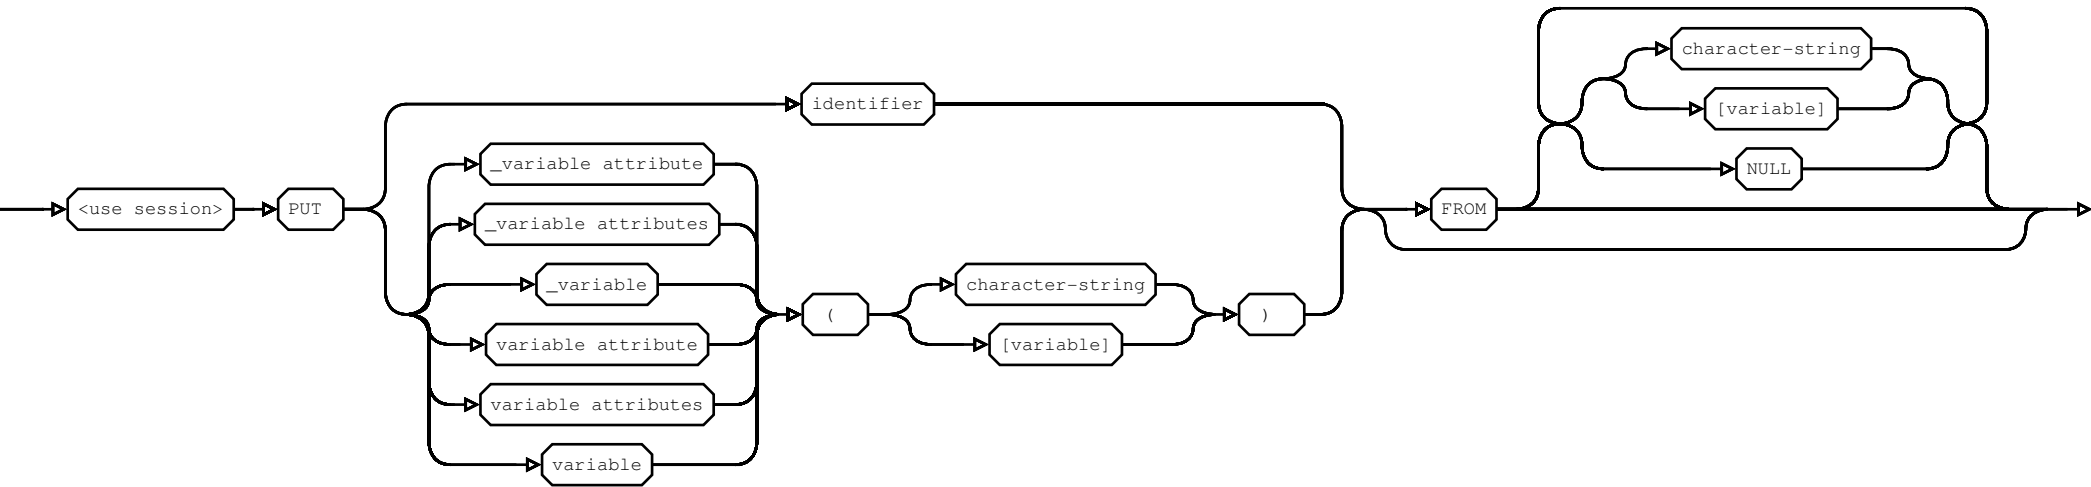 character-string
[variable]
identifier
_variable attribute
NULL
<use session>
PUT
FROM
_variable attributes
_variable
character-string
(
)
variable attribute
[variable]
variable attributes
variable